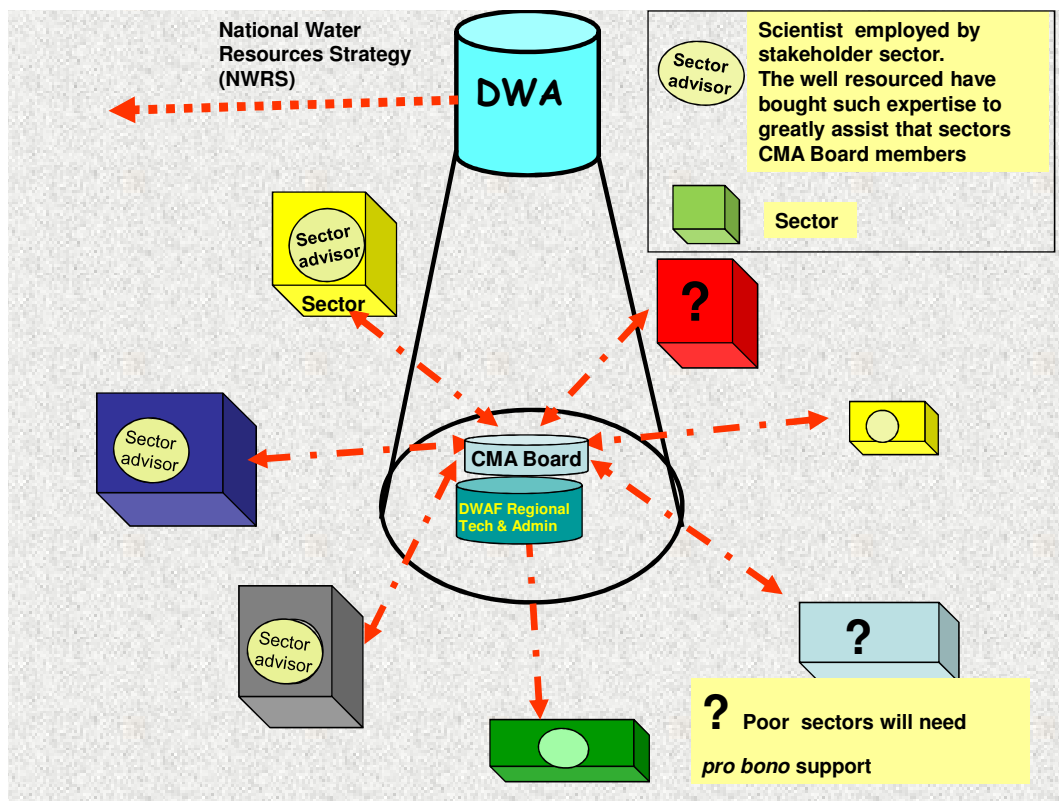 National Water
Resources Strategy
(NWRS)
DWA
Sector
advisor
Scientist employed by
stakeholder sector.
The well resourced have
bought such expertise to
greatly assist that sectors
CMA Board members
Sector
Sector
advisor
Sector
?
Sector
advisor
CMA Board
DWAF Regional
Tech & Admin
Sector
advisor
?
? Poor sectors will need
pro bono support